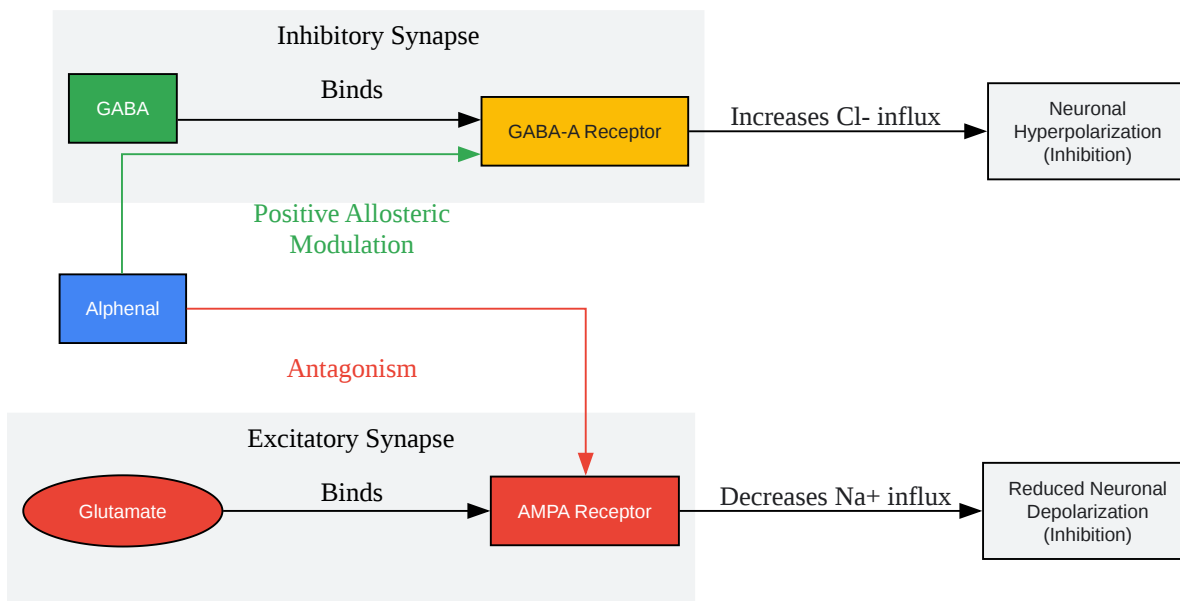 Inhibitory Synapse
GABA
Binds
GABA-A Receptor
Increases Cl- influx
Neuronal
Hyperpolarization
(Inhibition)
Positive Allosteric
Modulation
Alphenal
Antagonism
Excitatory Synapse
Glutamate
Binds
AMPA Receptor
Decreases Na+ influx
Reduced Neuronal
Depolarization
(Inhibition)